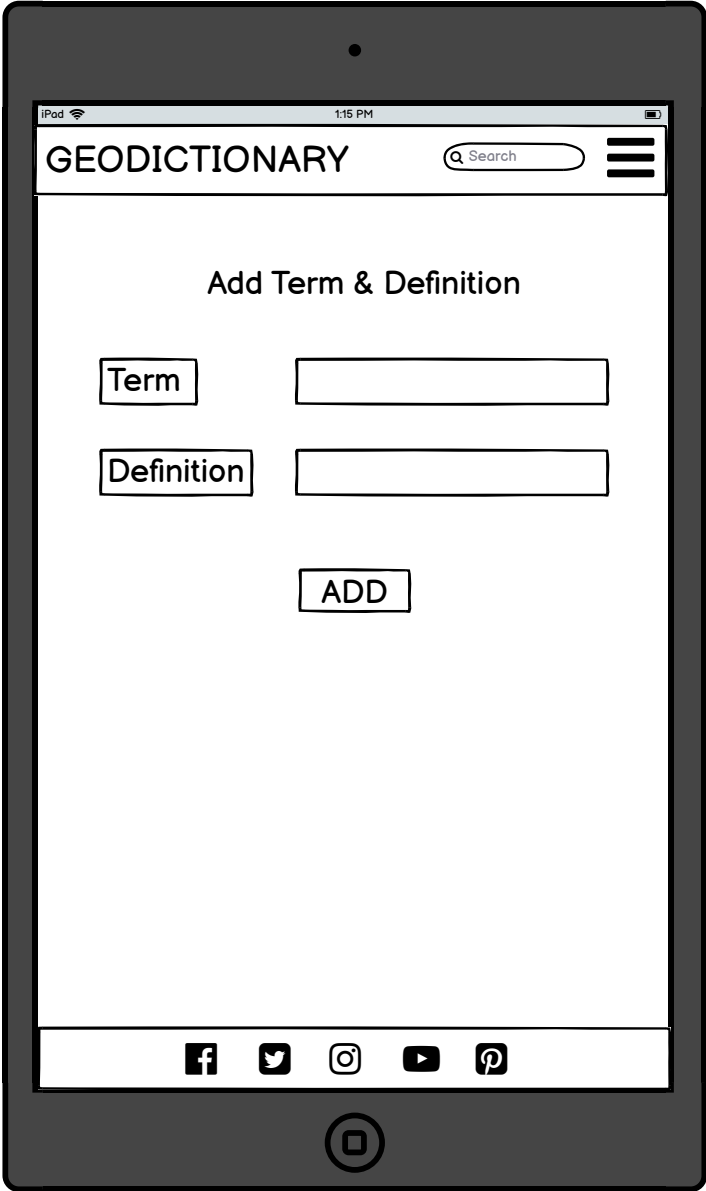 iPad 1:15 PM
GEODICTIONARY Search
Add Term & Definition
Term
Definition
ADD